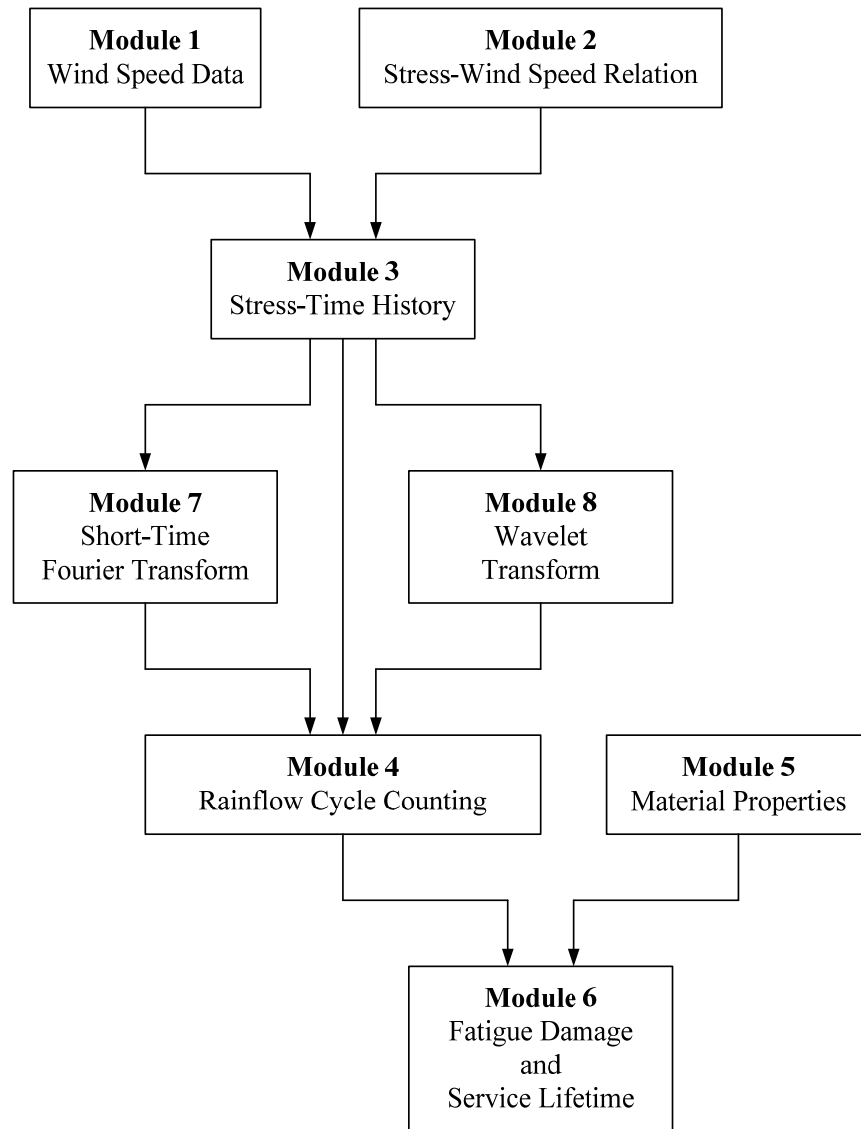 Module 1
Wind Speed Data
Module 2
Stress-Wind Speed Relation
Module 3
Stress-Time History
Module 7
Short-Time
Fourier Transform
Module 8
Wavelet
Transform
Module 4
Rainflow Cycle Counting
Module 5
Material Properties
Module 6
Fatigue Damage
and
Service Lifetime